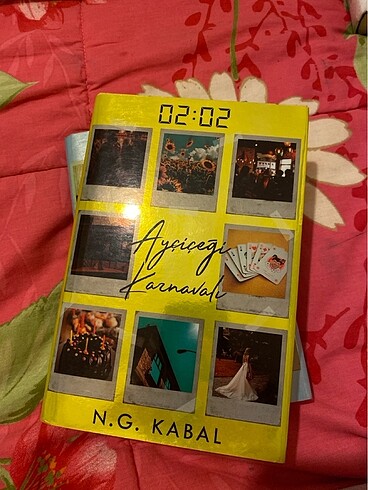 02:02
Ayçiçeği
Karnavalı
N.G. KABAL